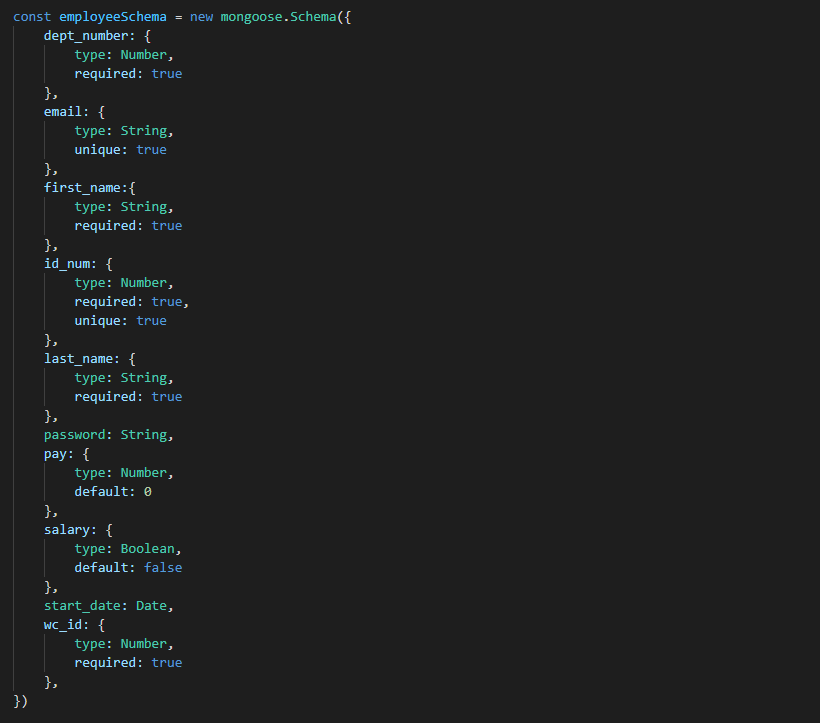 const employeeSchema = new mongoose.Schema({
    dept_number: {
        type: Number,
        required: true
    },
    email: {
        type: String,
        unique: true
    },
    first_name:{
        type: String,
        required: true
    },
    id_num: {
        type: Number,
        required: true,
        unique: true
    },
    last_name: {
        type: String,
        required: true
    },
    password: String,
    pay: {
        type: Number,
        default: 0
    },
    salary: {
        type: Boolean,
        default: false
    },
    start_date: Date,
    wc_id: {
        type: Number,
        required: true
    },
})